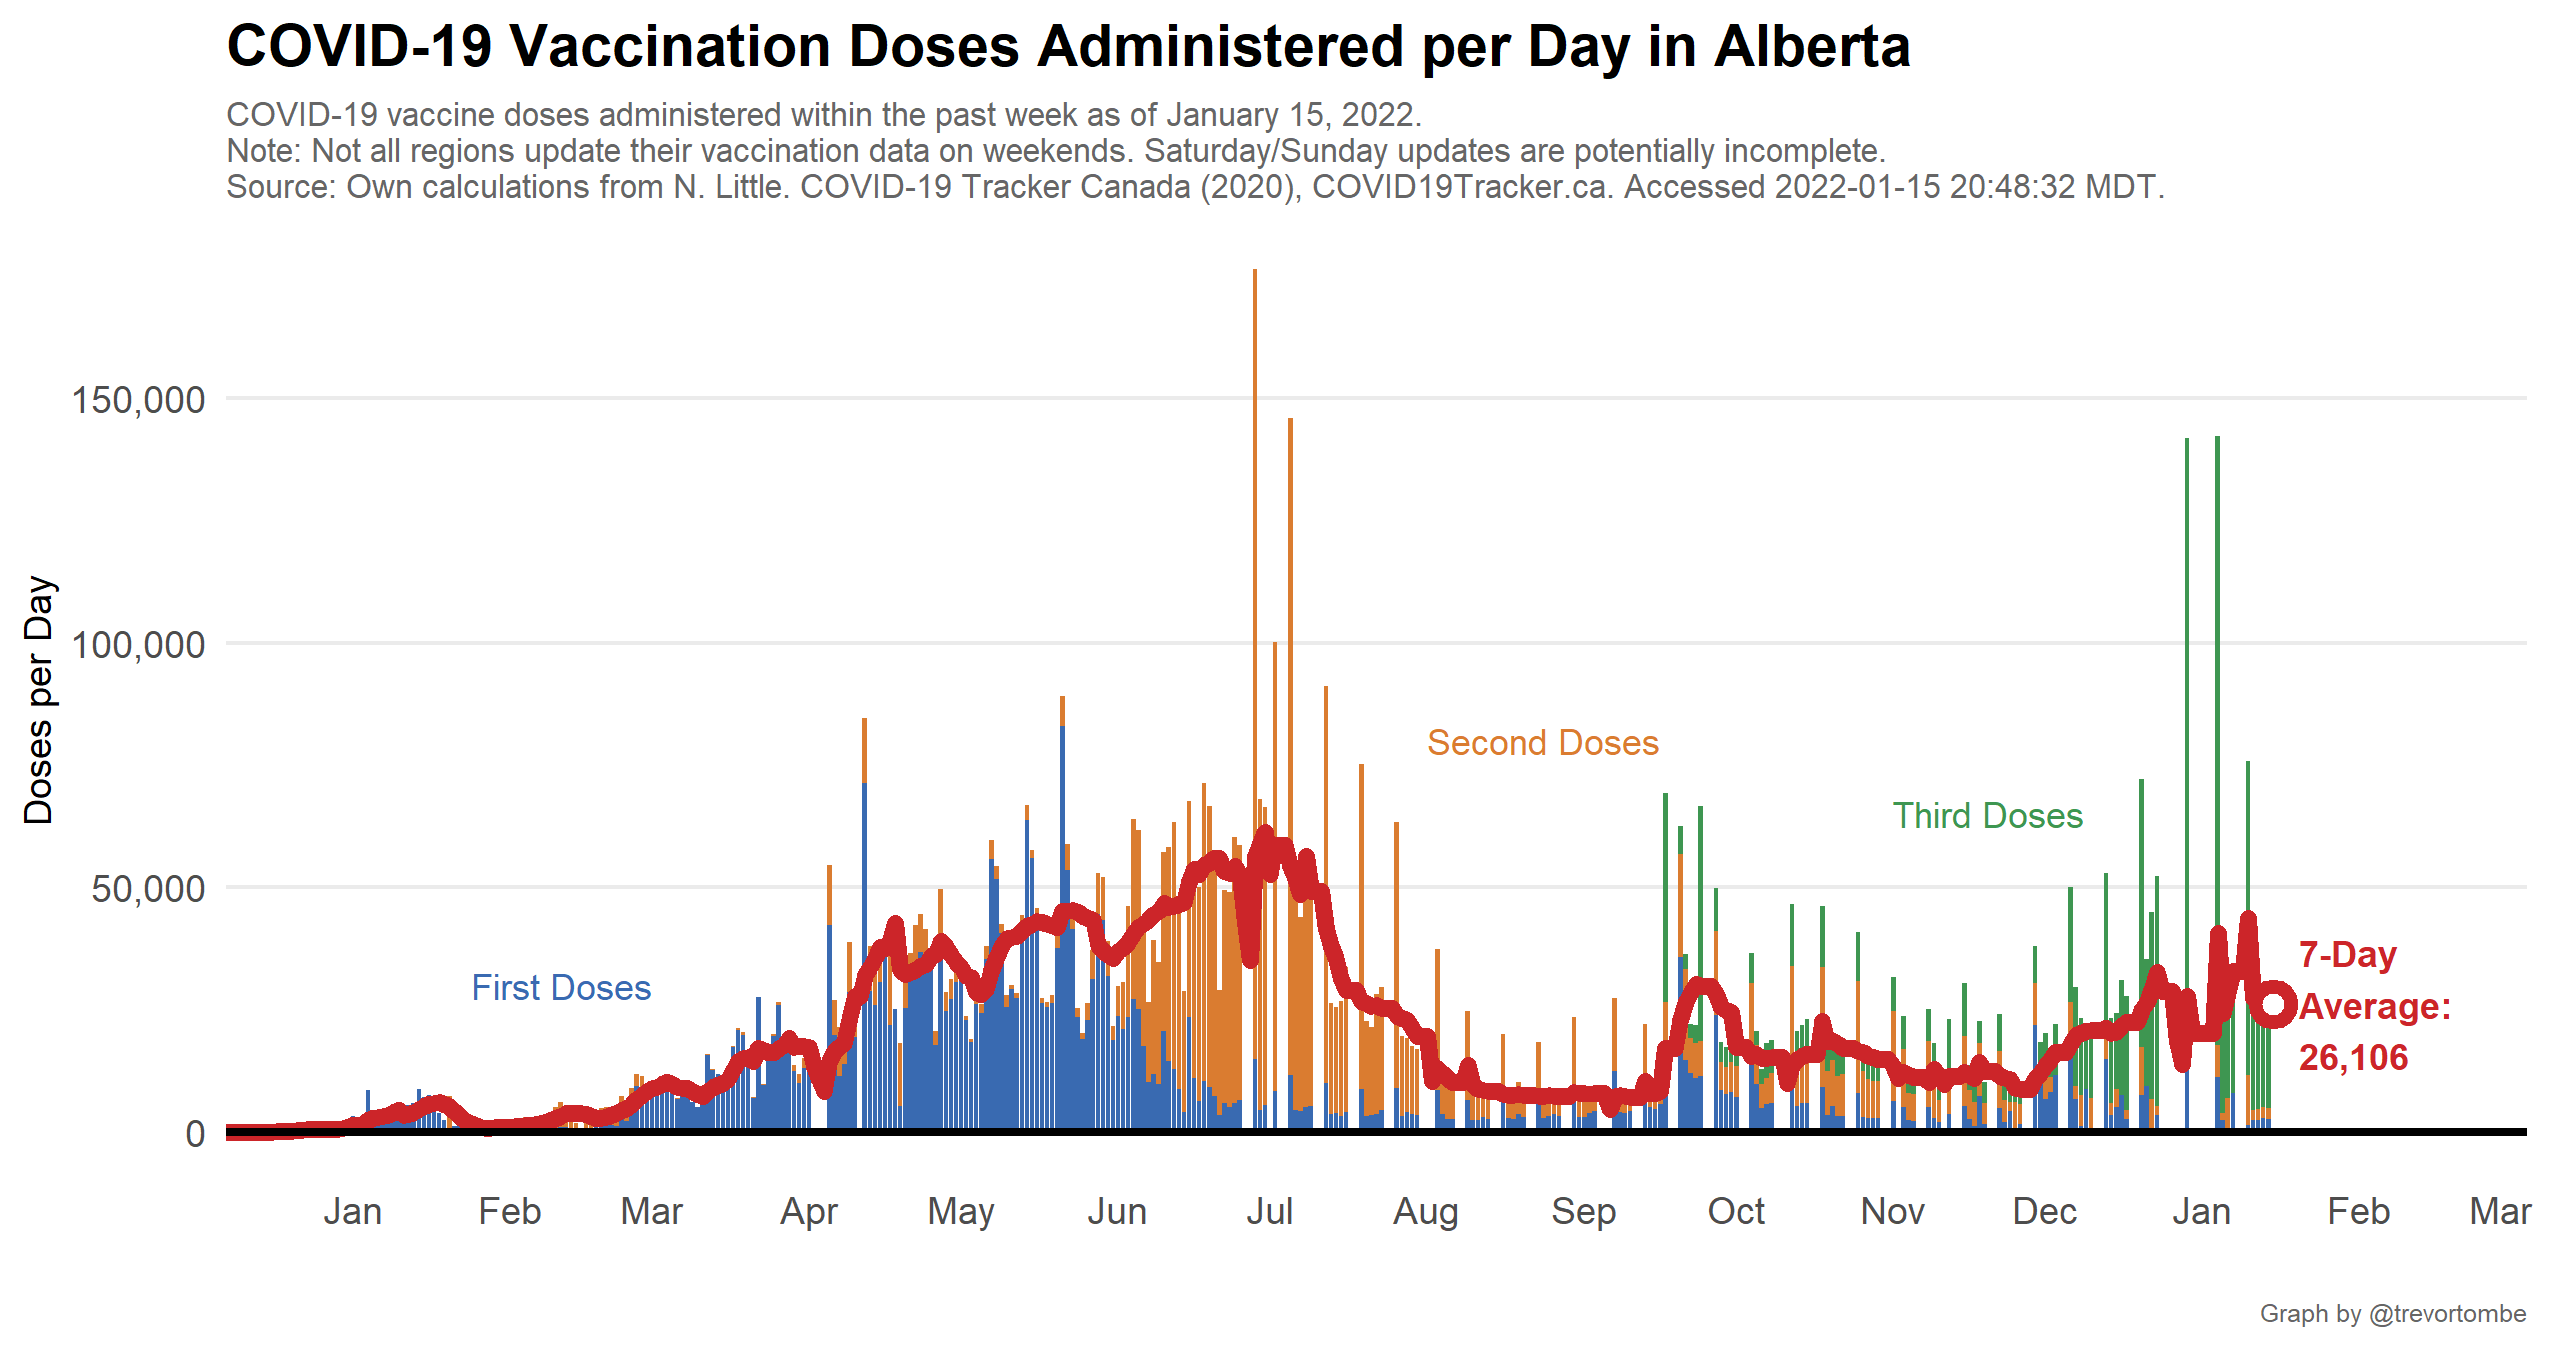 COVID-19 Vaccination Doses Administered per Day in Alberta
COVID-19 vaccine doses administered within the past week as of January 15, 2022.
Note: Not all regions update their vaccination data on weekends. Saturday/Sunday updates are potentially incomplete.
Source: Own calculations from N. Little. COVID-19 Tracker Canada (2020), COVID19Tracker.ca. Accessed 2022-01-15 20:48:32 MDT.
Doses per Day
150,000
100,000
50,000
0
First Doses
Second Doses
Third Doses
7-Day
Average:
26,106
Jan Feb Mar Apr May Jun Jul Aug Sep Oct Nov Dec Jan Feb Mar
Graph by @trevortombe